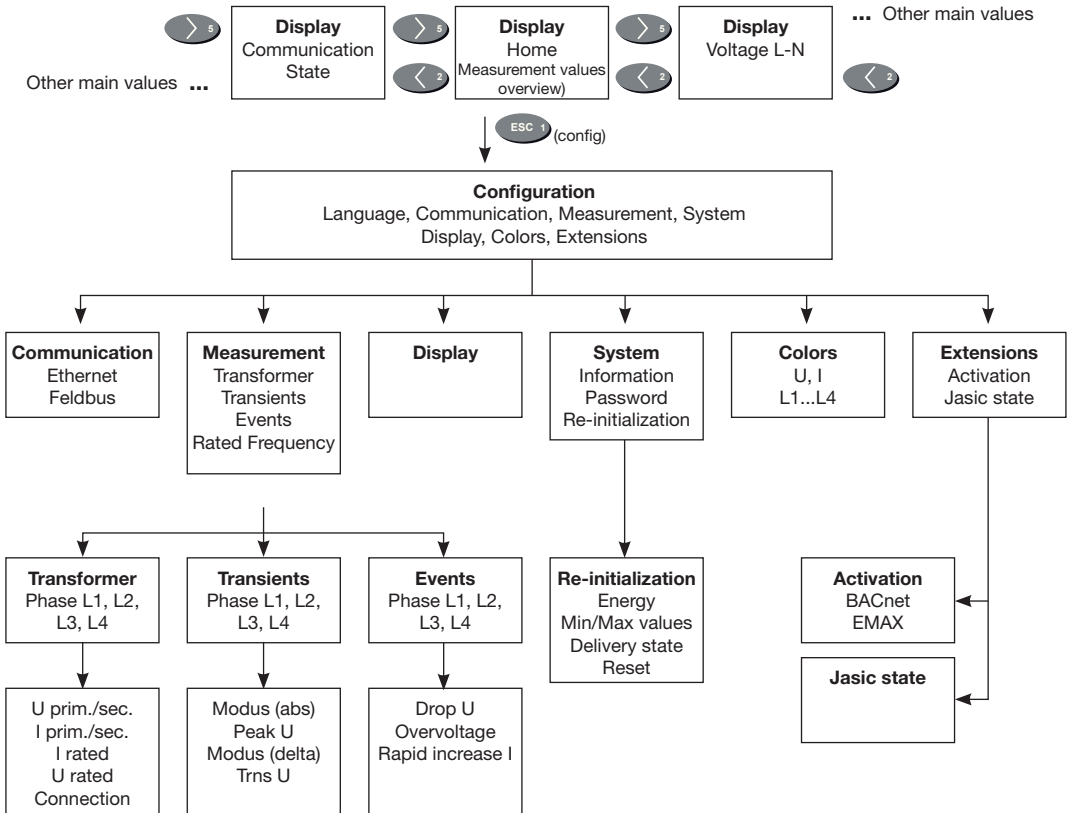 ... Other main values
Display
Communication
State
Display
Home
Measurement values
overview)
Display
Voltage L-N
5
5
5
2
2
2
Other main values ...
ESC 1
(config)
Configuration
Language, Communication, Measurement, System
Display, Colors, Extensions
Communication
Ethernet
Feldbus
Measurement
Transformer
Transients
Events
Rated Frequency
Display
System
Information
Password
Re-initialization
Colors
U, I
L1...L4
Extensions
Activation
Jasic state
Transformer
Phase L1, L2,
L3, L4
Transients
Phase L1, L2,
L3, L4
Events
Phase L1, L2,
L3, L4
Re-initialization
Energy
Min/Max values
Delivery state
Reset
Activation
BACnet
EMAX
Jasic state
U prim./sec.
I prim./sec.
I rated
U rated
Connection
Modus (abs)
Peak U
Modus (delta)
Trns U
Drop U
Overvoltage
Rapid increase I